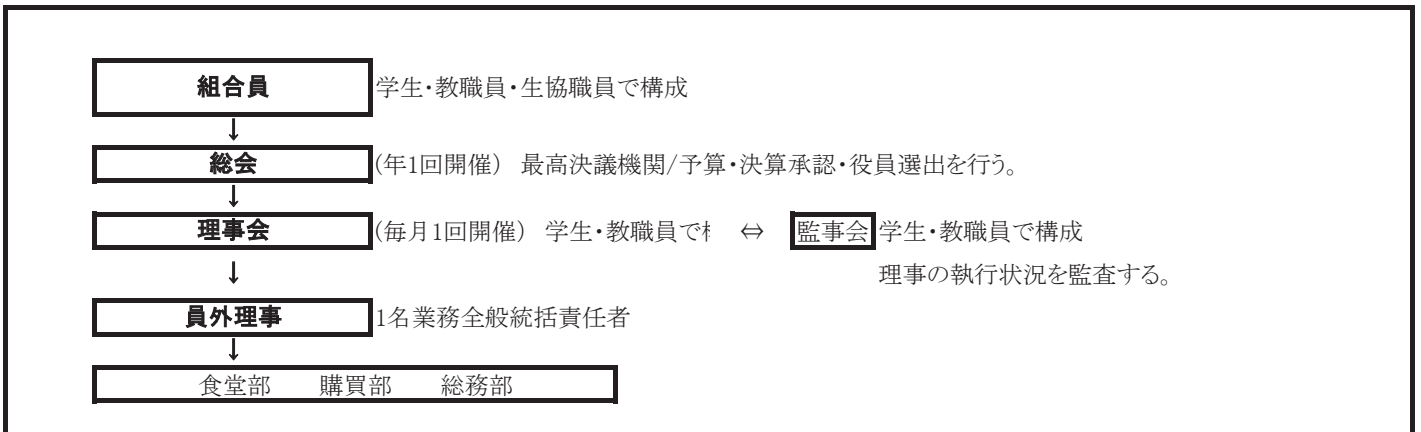 組合員 学生・教職員・生協職員で構成
↓
総会 (年1回開催) 最高決議機関/予算・決算承認・役員選出を行う。
↓
理事会 (毎月1回開催) 学生・教職員で ⇔ 監事会 学生・教職員で構成
↓ 理事の執行状況を監査する。
員外理事 1名業務全般統括責任者
↓
食堂部 購買部 総務部